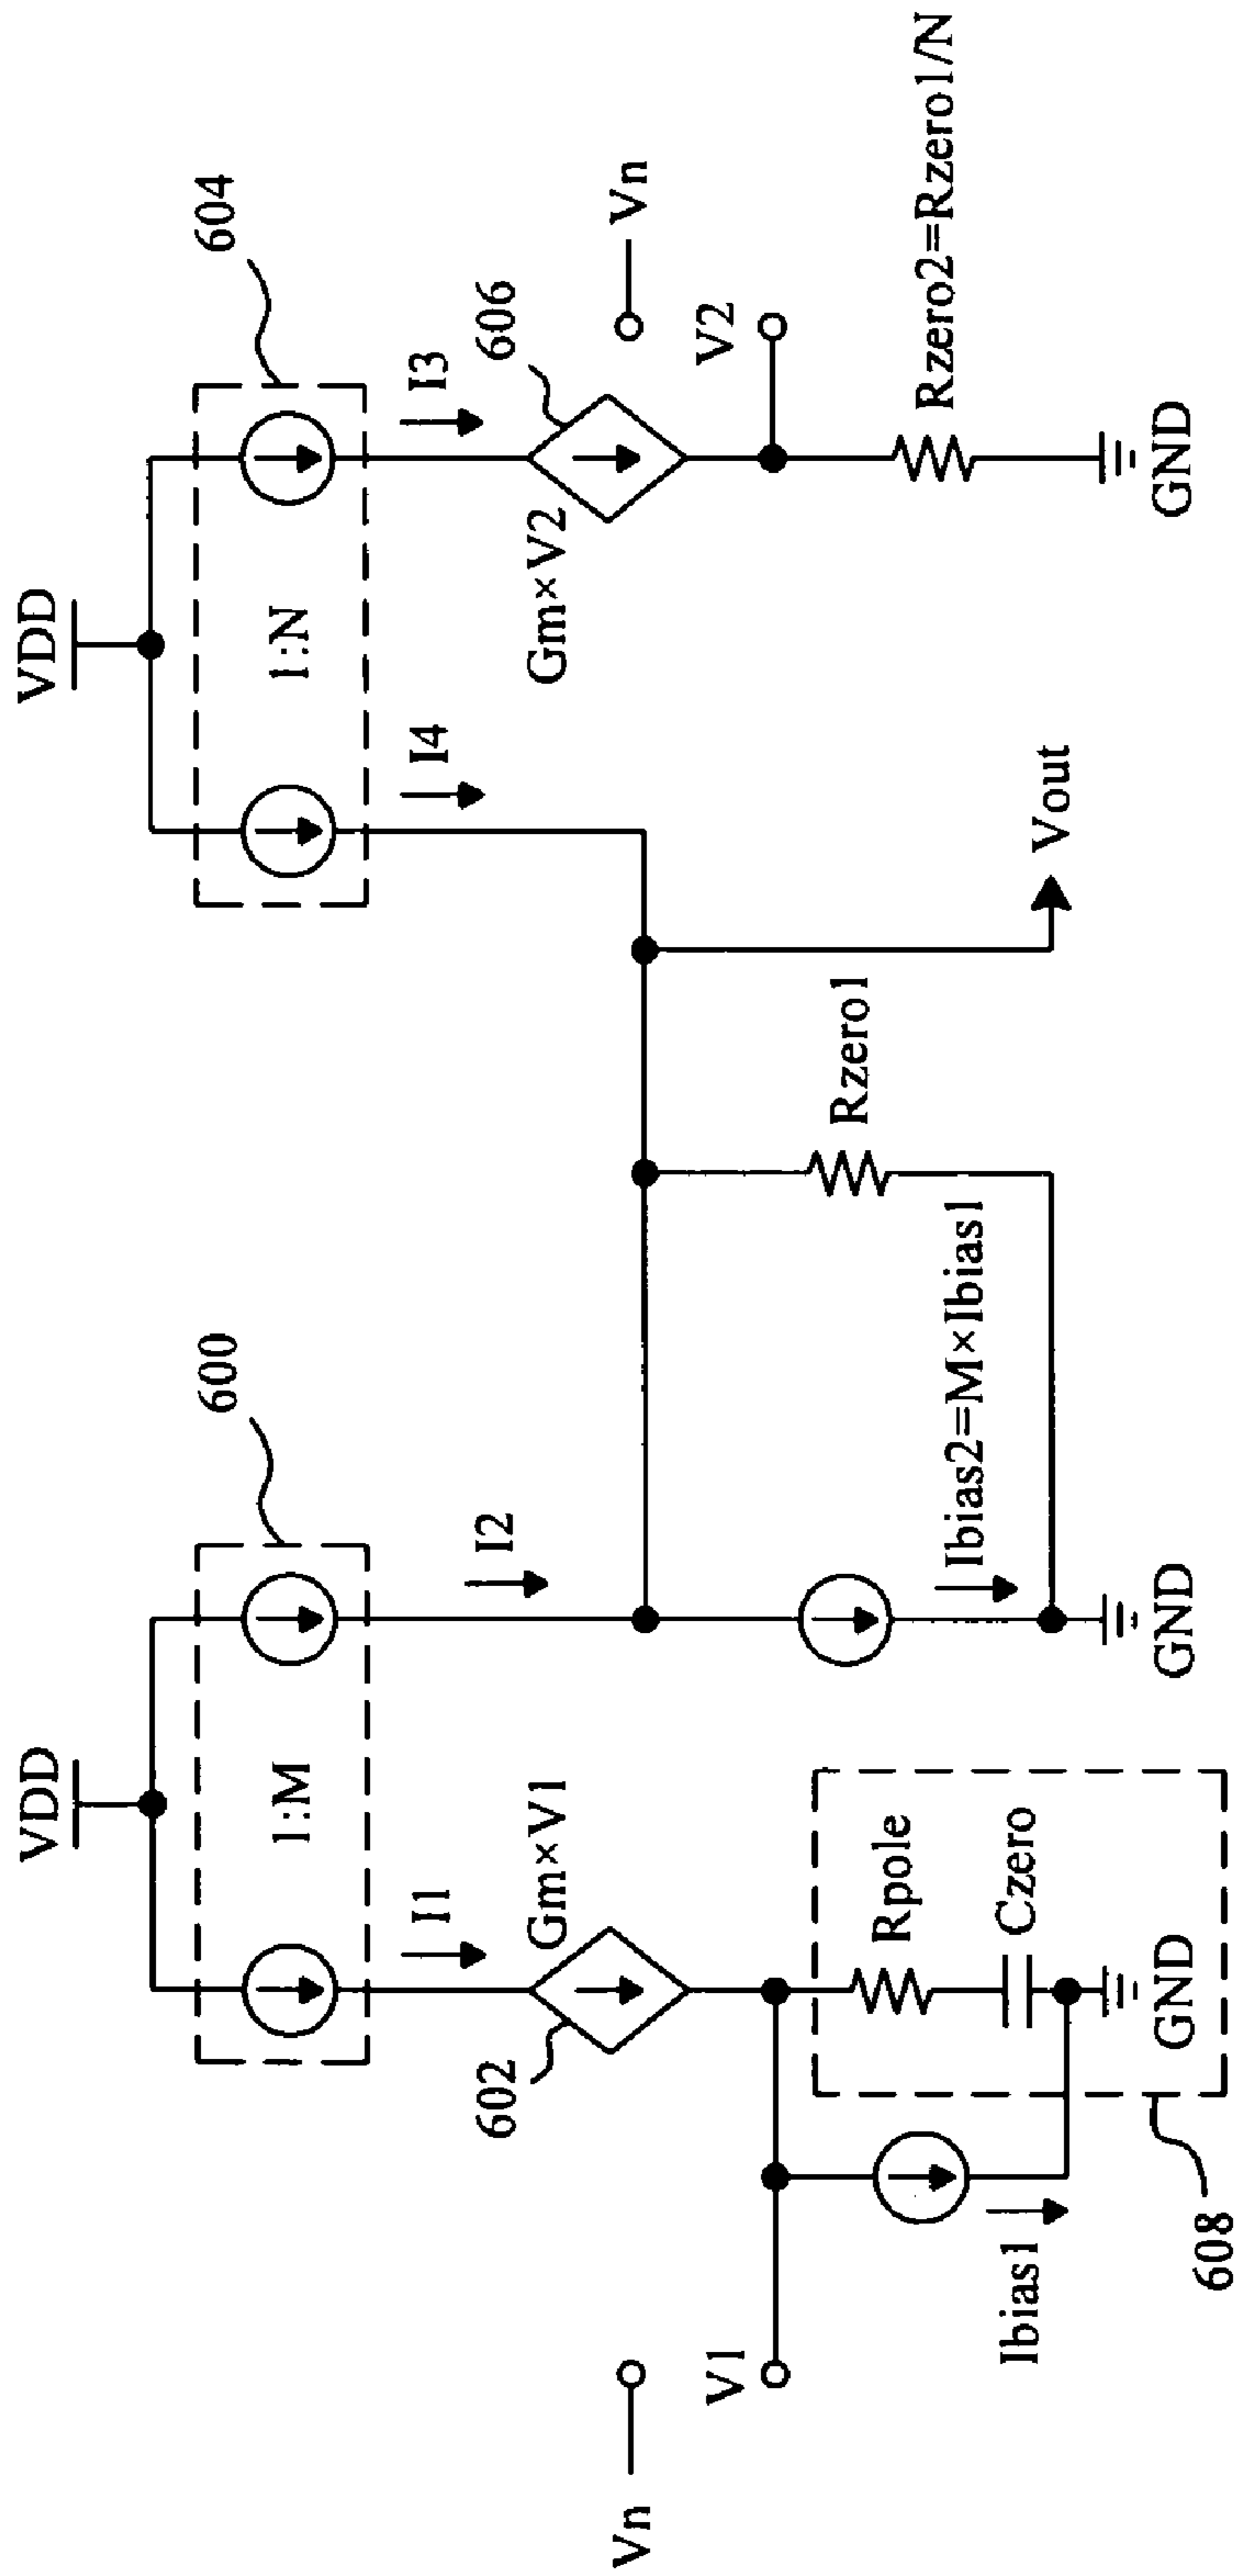 VDD
VDD
600
604
1:M
1:N
I1
I2
I4
I3
602
Gm×V1
Gm×V2
606
Vn
Vn
V1
V2
Rpole
Czero
GND
Ibias1
608
Ibias2=M×Ibias1
GND
Rzero1
Vout
Rzero2=Rzero1/N
GND